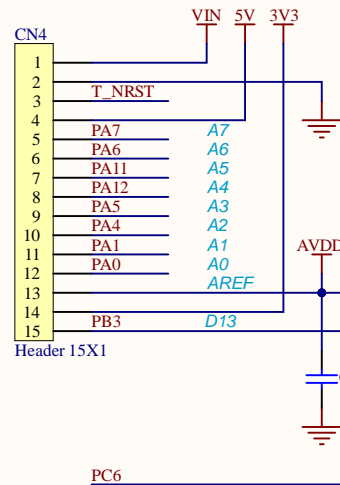 VIN 5V 3V3
CN4
1
2
3 T_NRST
4
5 PA7 A7
6 PA6 A6
7 PA11 A5
8 PA12 A4
9 PA5 A3
10 PA4 A2
11 PA1 A1
12 PA0 A0
AVDD
13 AREF
14
15 PB3 D13
Header 15X1
PC6